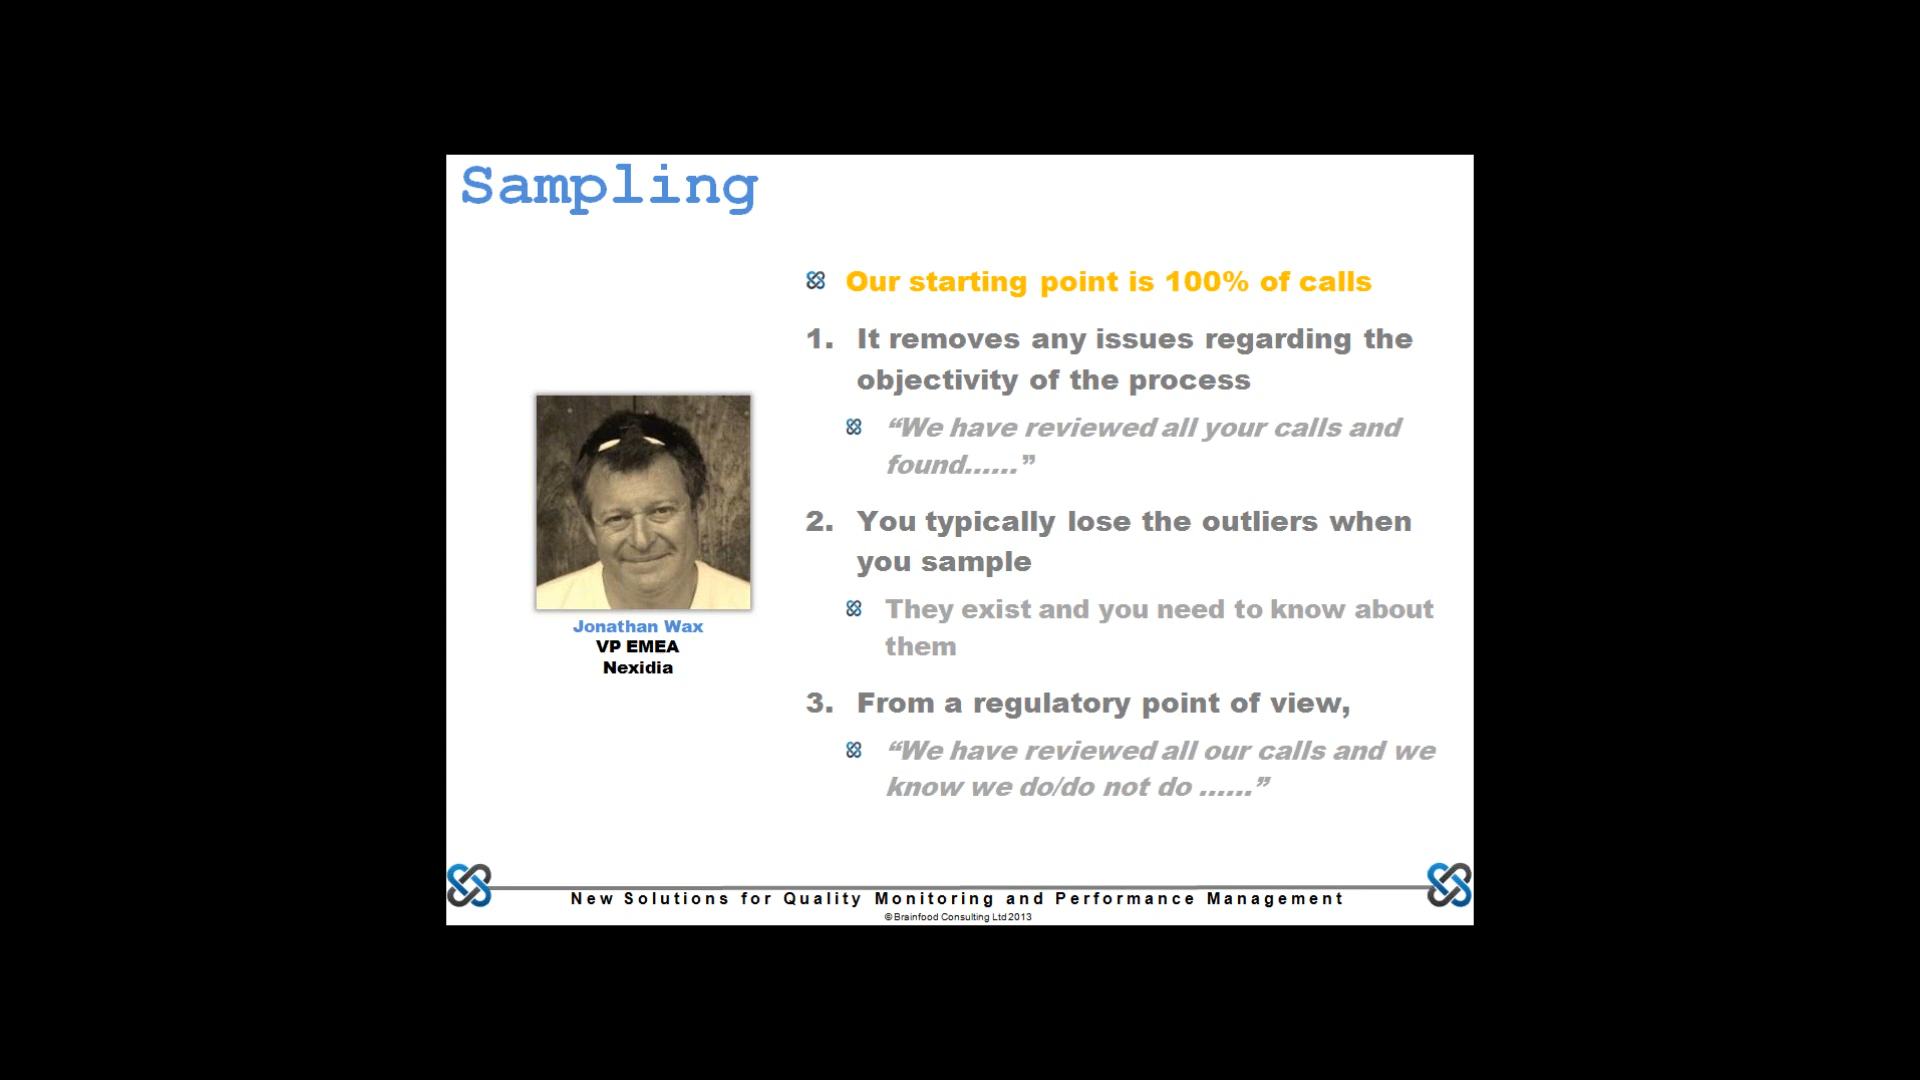 Sampling
Our starting point is 100% of calls
1. It removes any issues regarding the
objectivity of the process
“We have reviewed all your calls and
found......”
2. You typically lose the outliers when
you sample
They exist and you need to know about
them
3. From a regulatory point of view,
“We have reviewed all our calls and we
know we do/do not do ......”
Jonathan Wax
VP EMEA
Nexidia
New Solutions for Quality Monitoring and Performance Management
© Brainfood Consulting Ltd 2013